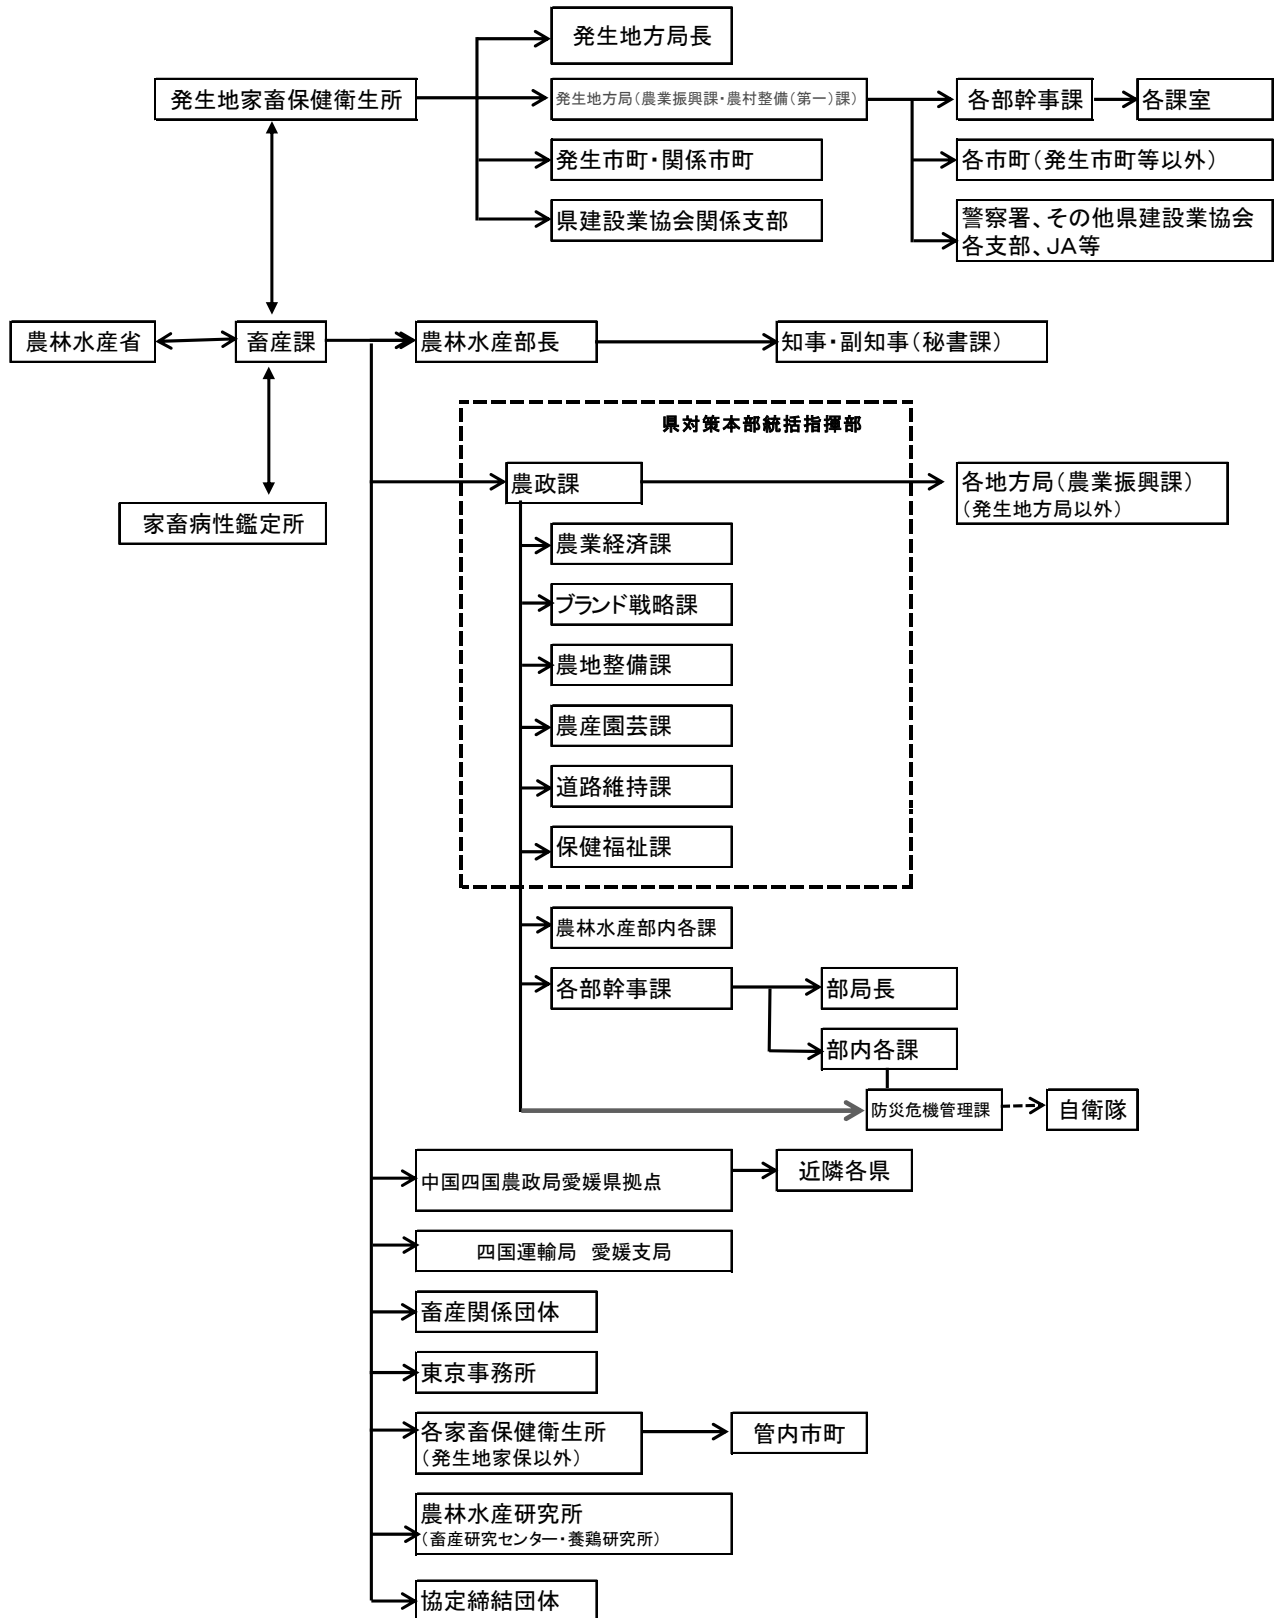 発生地方局長
発生地家畜保健衛生所
発生地方局(農業振興課・農村整備(第一)課)
各部幹事課
各課室
発生市町・関係市町
各市町(発生市町等以外)
県建設業協会関係支部
警察署、その他県建設業協会
各支部、JA等
農林水産省
畜産課
農林水産部長
知事・副知事(秘書課)
県対策本部統括指揮部
農政課
各地方局(農業振興課)
(発生地方局以外)
家畜病性鑑定所
農業経済課
ブランド戦略課
農地整備課
農産園芸課
道路維持課
保健福祉課
農林水産部内各課
各部幹事課
部局長
部内各課
防災危機管理課
自衛隊
中国四国農政局愛媛県拠点
近隣各県
四国運輸局 愛媛支局
畜産関係団体
東京事務所
各家畜保健衛生所
(発生地家保以外)
管内市町
農林水産研究所
(畜産研究センター・養鶏研究所)
協定締結団体